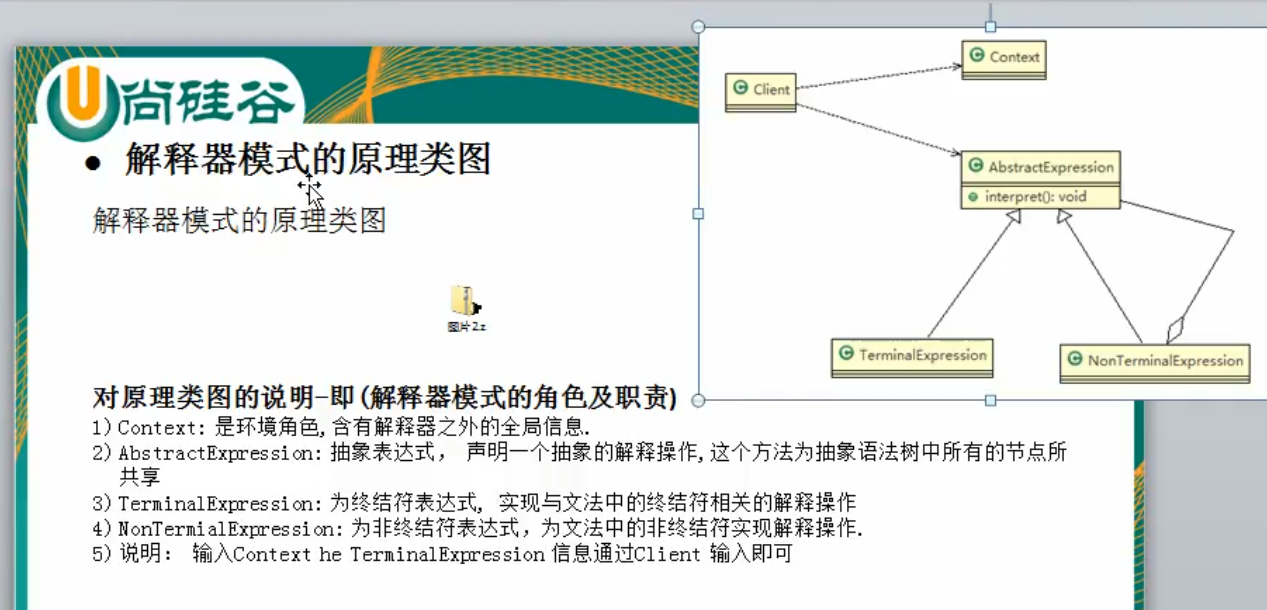 尚硅谷
● 解释器模式的原理类图
解释器模式的原理类图
图片2.z
Client
Context
AbstractExpression
interpret(): void
TerminalExpression
NonTerminalExpression
对原理类图的说明-即(解释器模式的角色及职责)
1) Context: 是环境角色,含有解释器之外的全局信息.
2) AbstractExpression: 抽象表达式， 声明一个抽象的解释操作,这个方法为抽象语法树中所有的节点所
共享
3) TerminalExpression: 为终结符表达式, 实现与文法中的终结符相关的解释操作
4) NonTermialExpression: 为非终结符表达式，为文法中的非终结符实现解释操作.
5) 说明： 输入Context he TerminalExpression 信息通过Client 输入即可